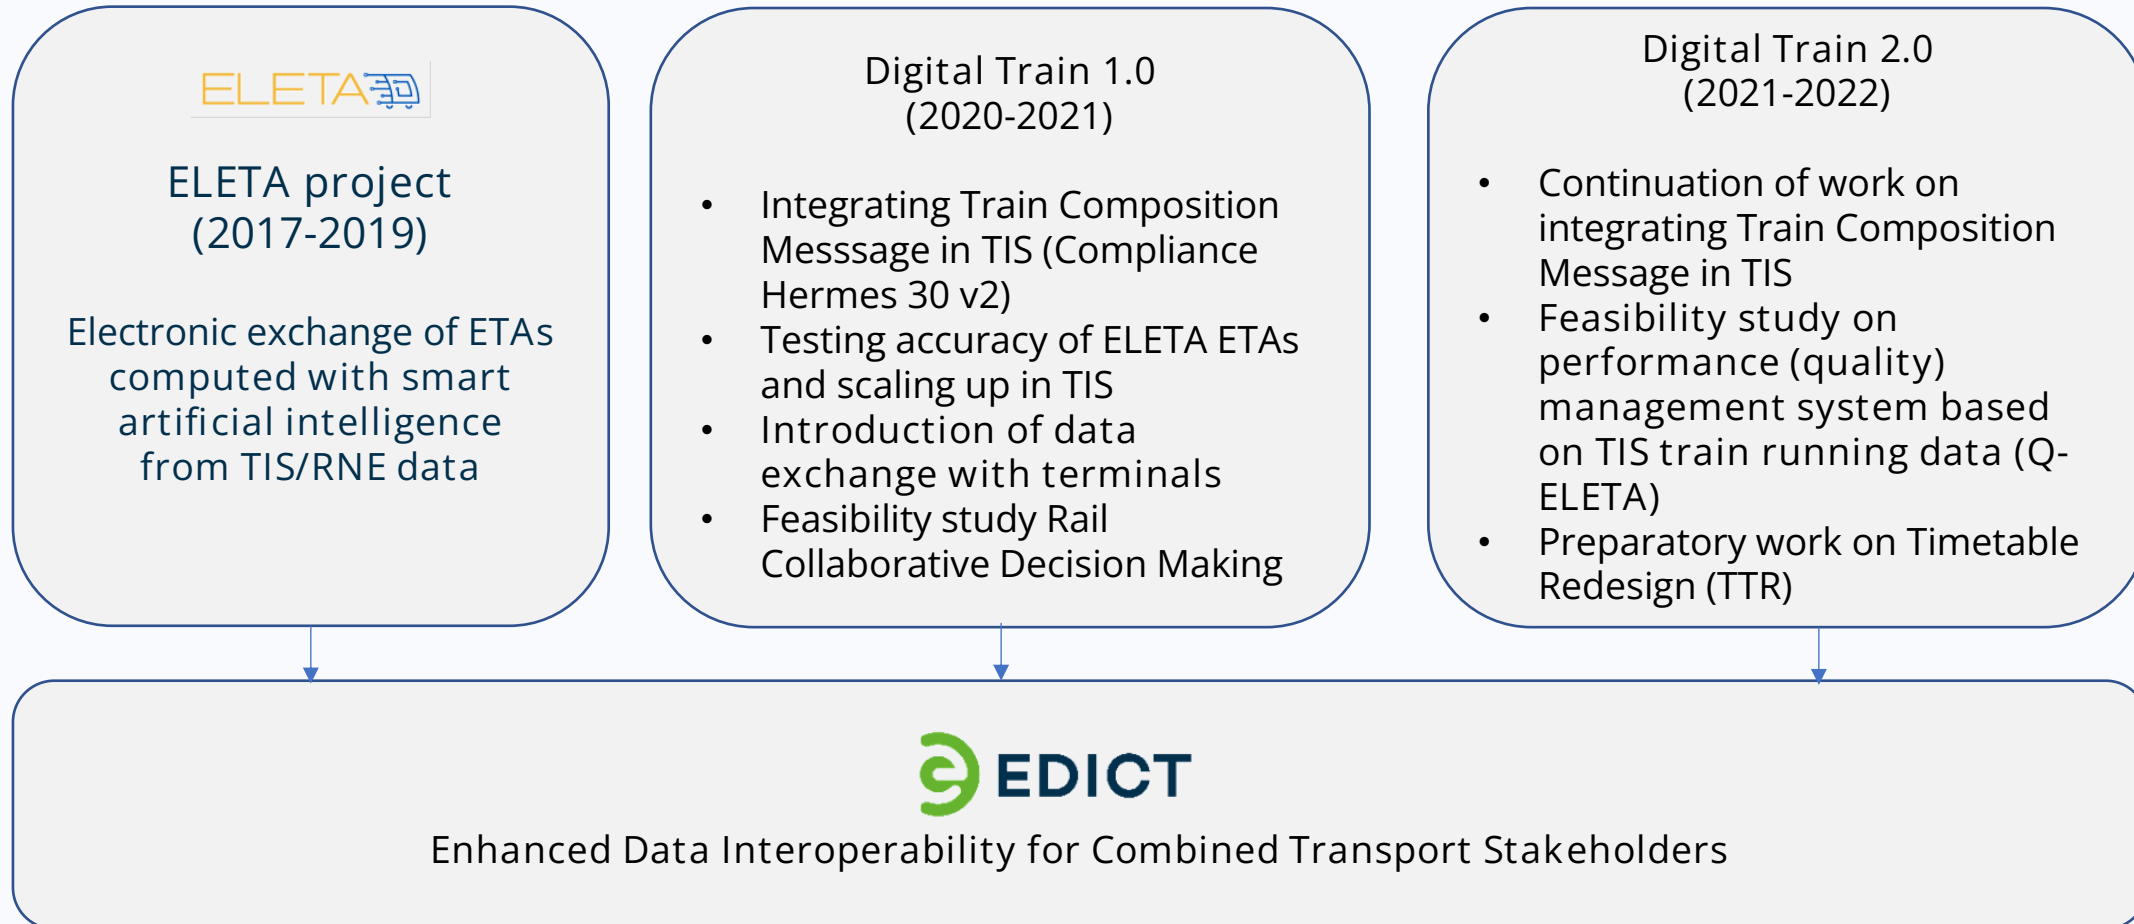 ELETA
ELETA project
(2017-2019)
Electronic exchange of ETAs
computed with smart
artificial intelligence
from TIS/RNE data
Digital Train 1.0
(2020-2021)
• Integrating Train Composition
Messsage in TIS (Compliance
Hermes 30 v2)
• Testing accuracy of ELETA ETAs
and scaling up in TIS
• Introduction of data
exchange with terminals
• Feasibility study Rail
Collaborative Decision Making
Digital Train 2.0
(2021-2022)
• Continuation of work on
integrating Train Composition
Message in TIS
• Feasibility study on
performance (quality)
management system based
on TIS train running data (Q-
ELETA)
• Preparatory work on Timetable
Redesign (TTR)
EDICT
Enhanced Data Interoperability for Combined Transport Stakeholders